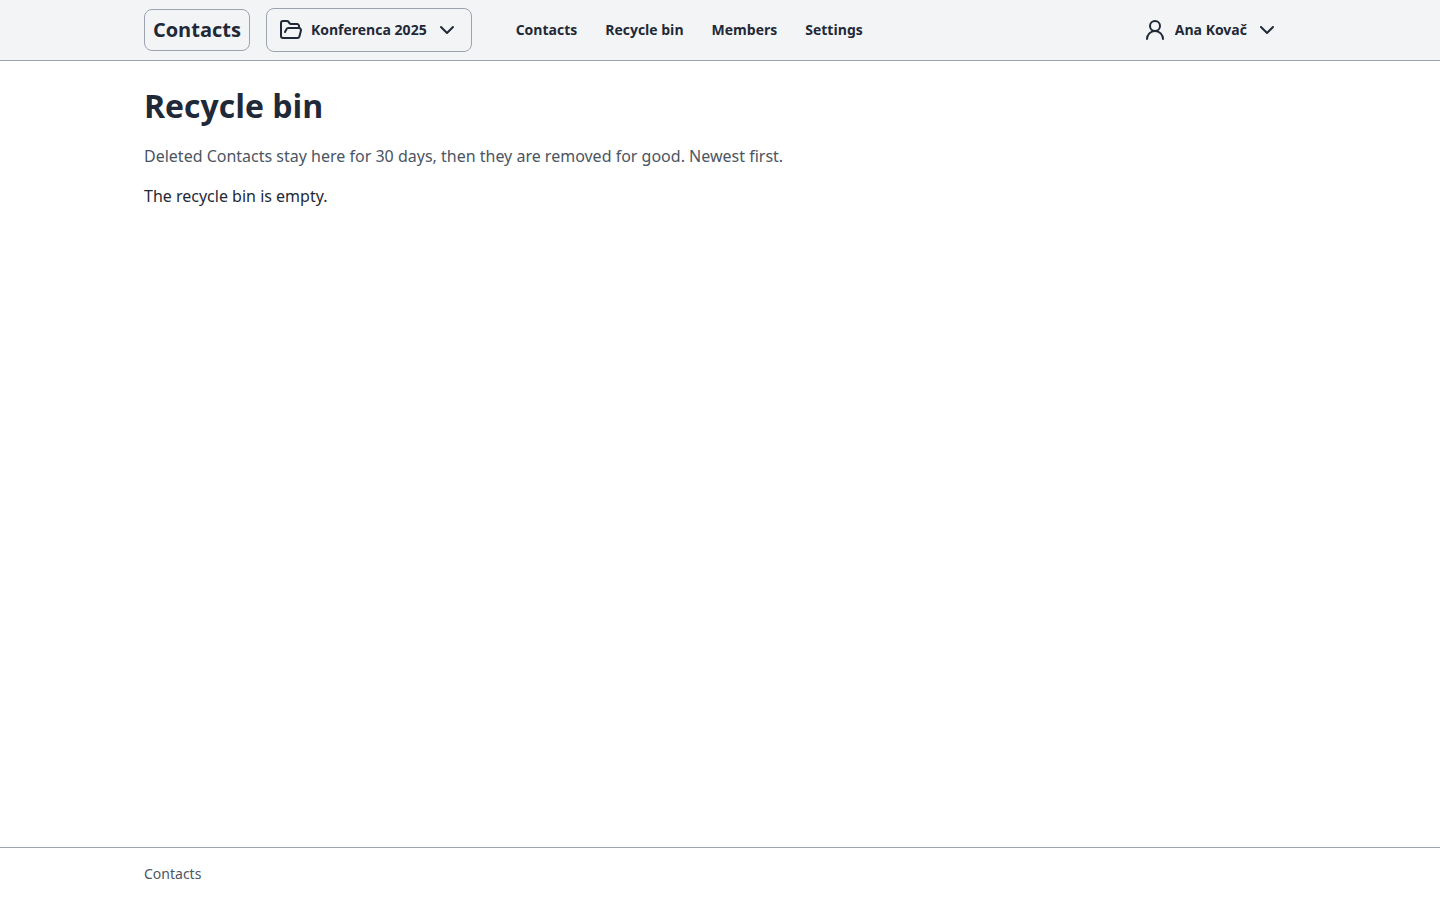 Contacts
Konferenca 2025
Contacts
Recycle bin
Members
Settings
Ana Kovač
Recycle bin
Deleted Contacts stay here for 30 days, then they are removed for good. Newest first.
The recycle bin is empty.
Contacts